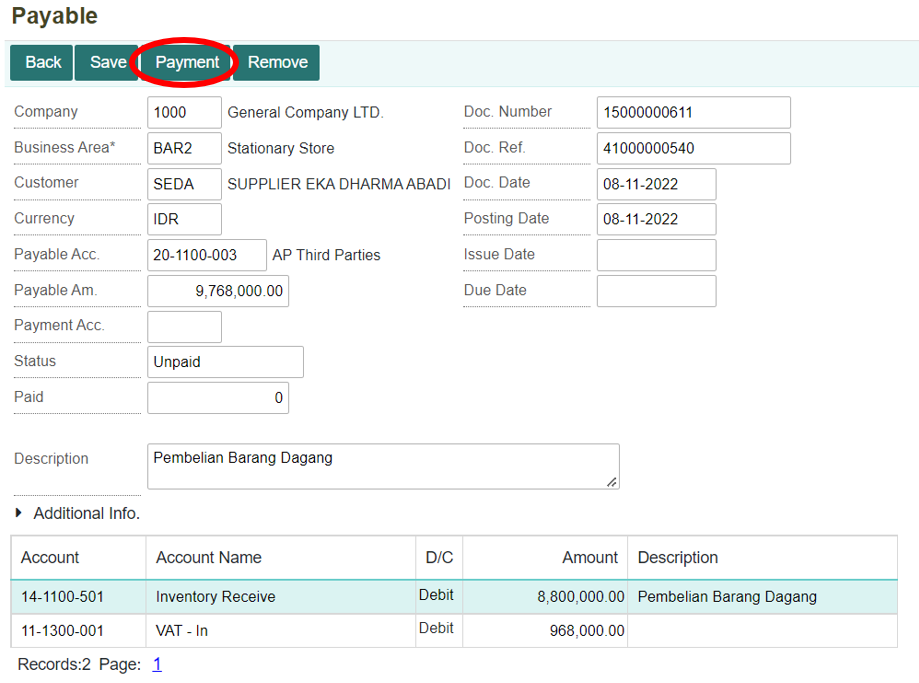 Payable
Back Save Payment Remove
Company 1000 General Company LTD. Doc. Number 15000000611
Business Area* BAR2 Stationary Store Doc. Ref. 41000000540
Customer SEDA SUPPLIER EKA DHARMA ABADI Doc. Date 08-11-2022
Currency IDR Posting Date 08-11-2022
Payable Acc. 20-1100-003 AP Third Parties Issue Date
Payable Am. 9,768,000.00 Due Date
Payment Acc.
Status Unpaid
Paid 0
Description Pembelian Barang Dagang
Additional Info.
Account Account Name D/C Amount Description
14-1100-501 Inventory Receive Debit 8,800,000.00 Pembelian Barang Dagang
11-1300-001 VAT - In Debit 968,000.00
Records:2 Page: 1